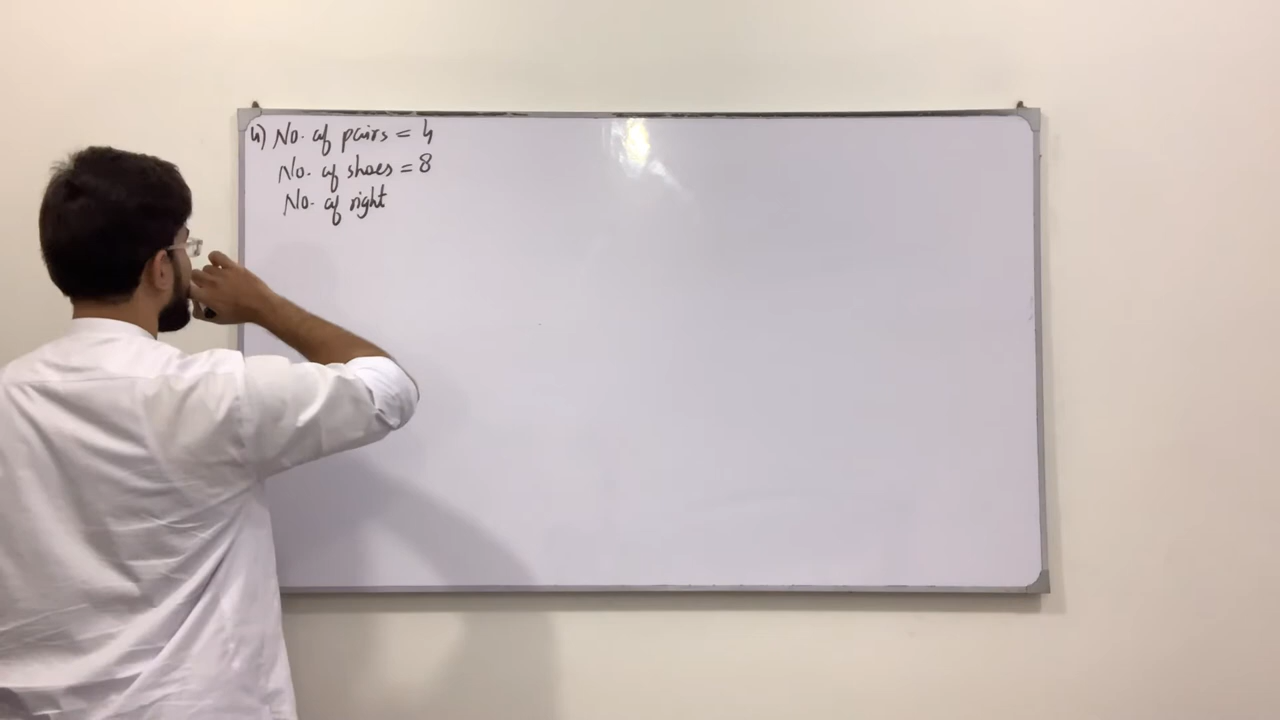 4) No. of pairs = 4
No. of shoes = 8
No. of right